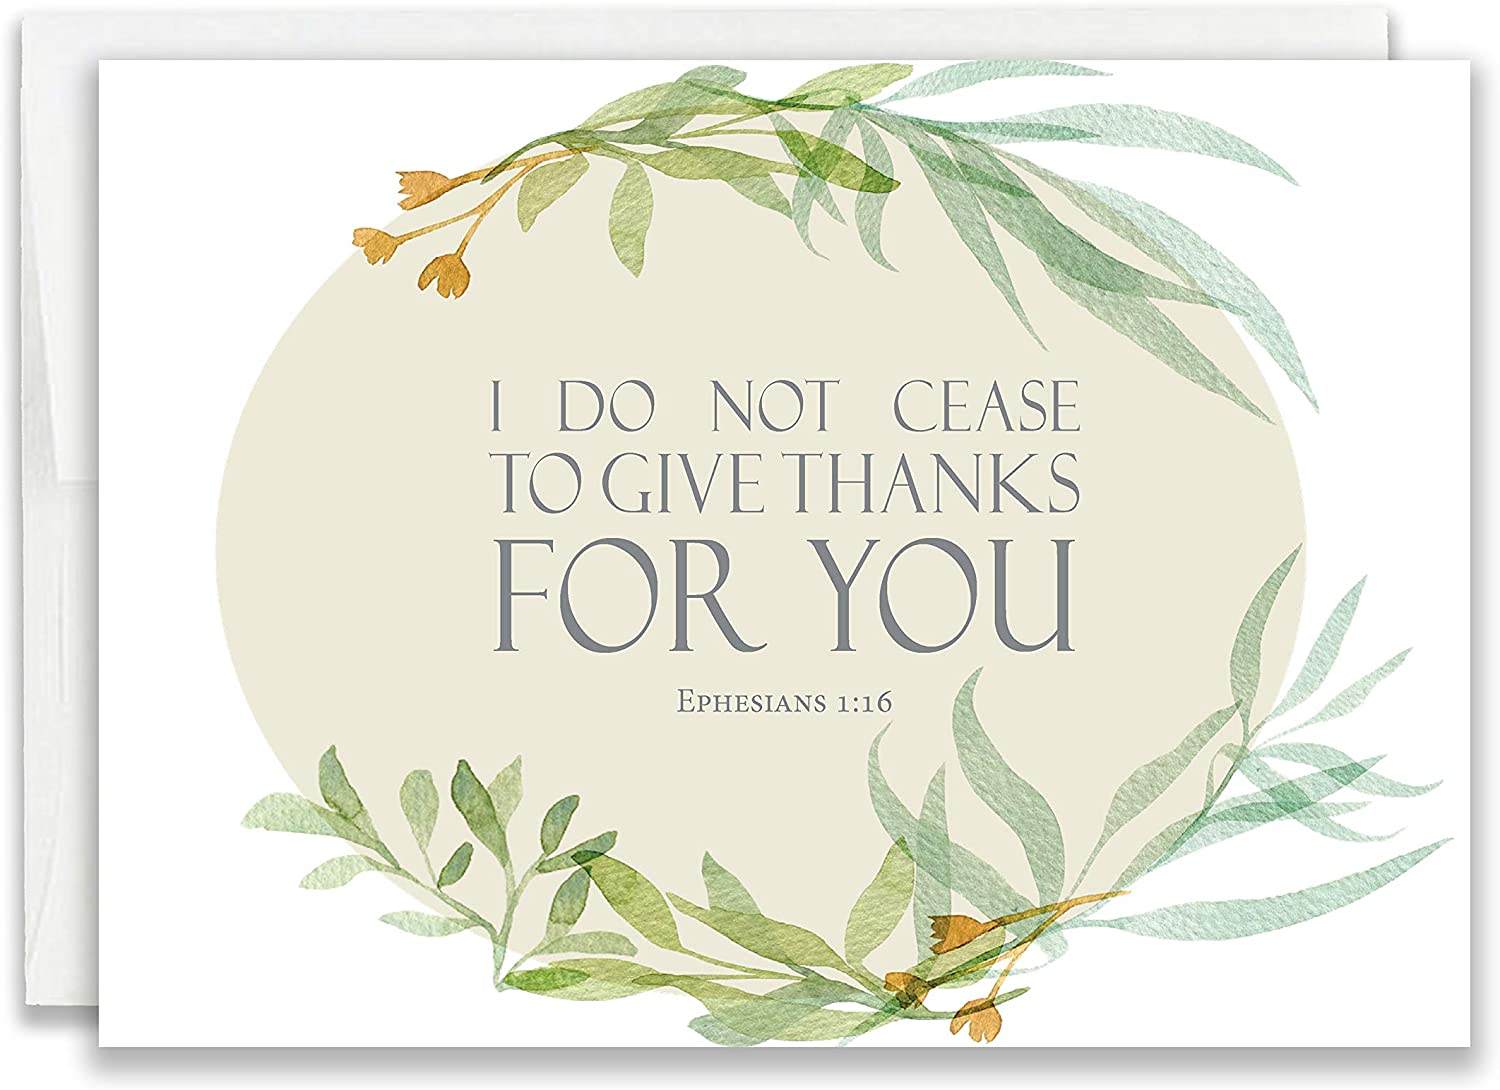 I DO NOT CEASE
TO GIVE THANKS
FOR YOU
EPHESIANS 1:16